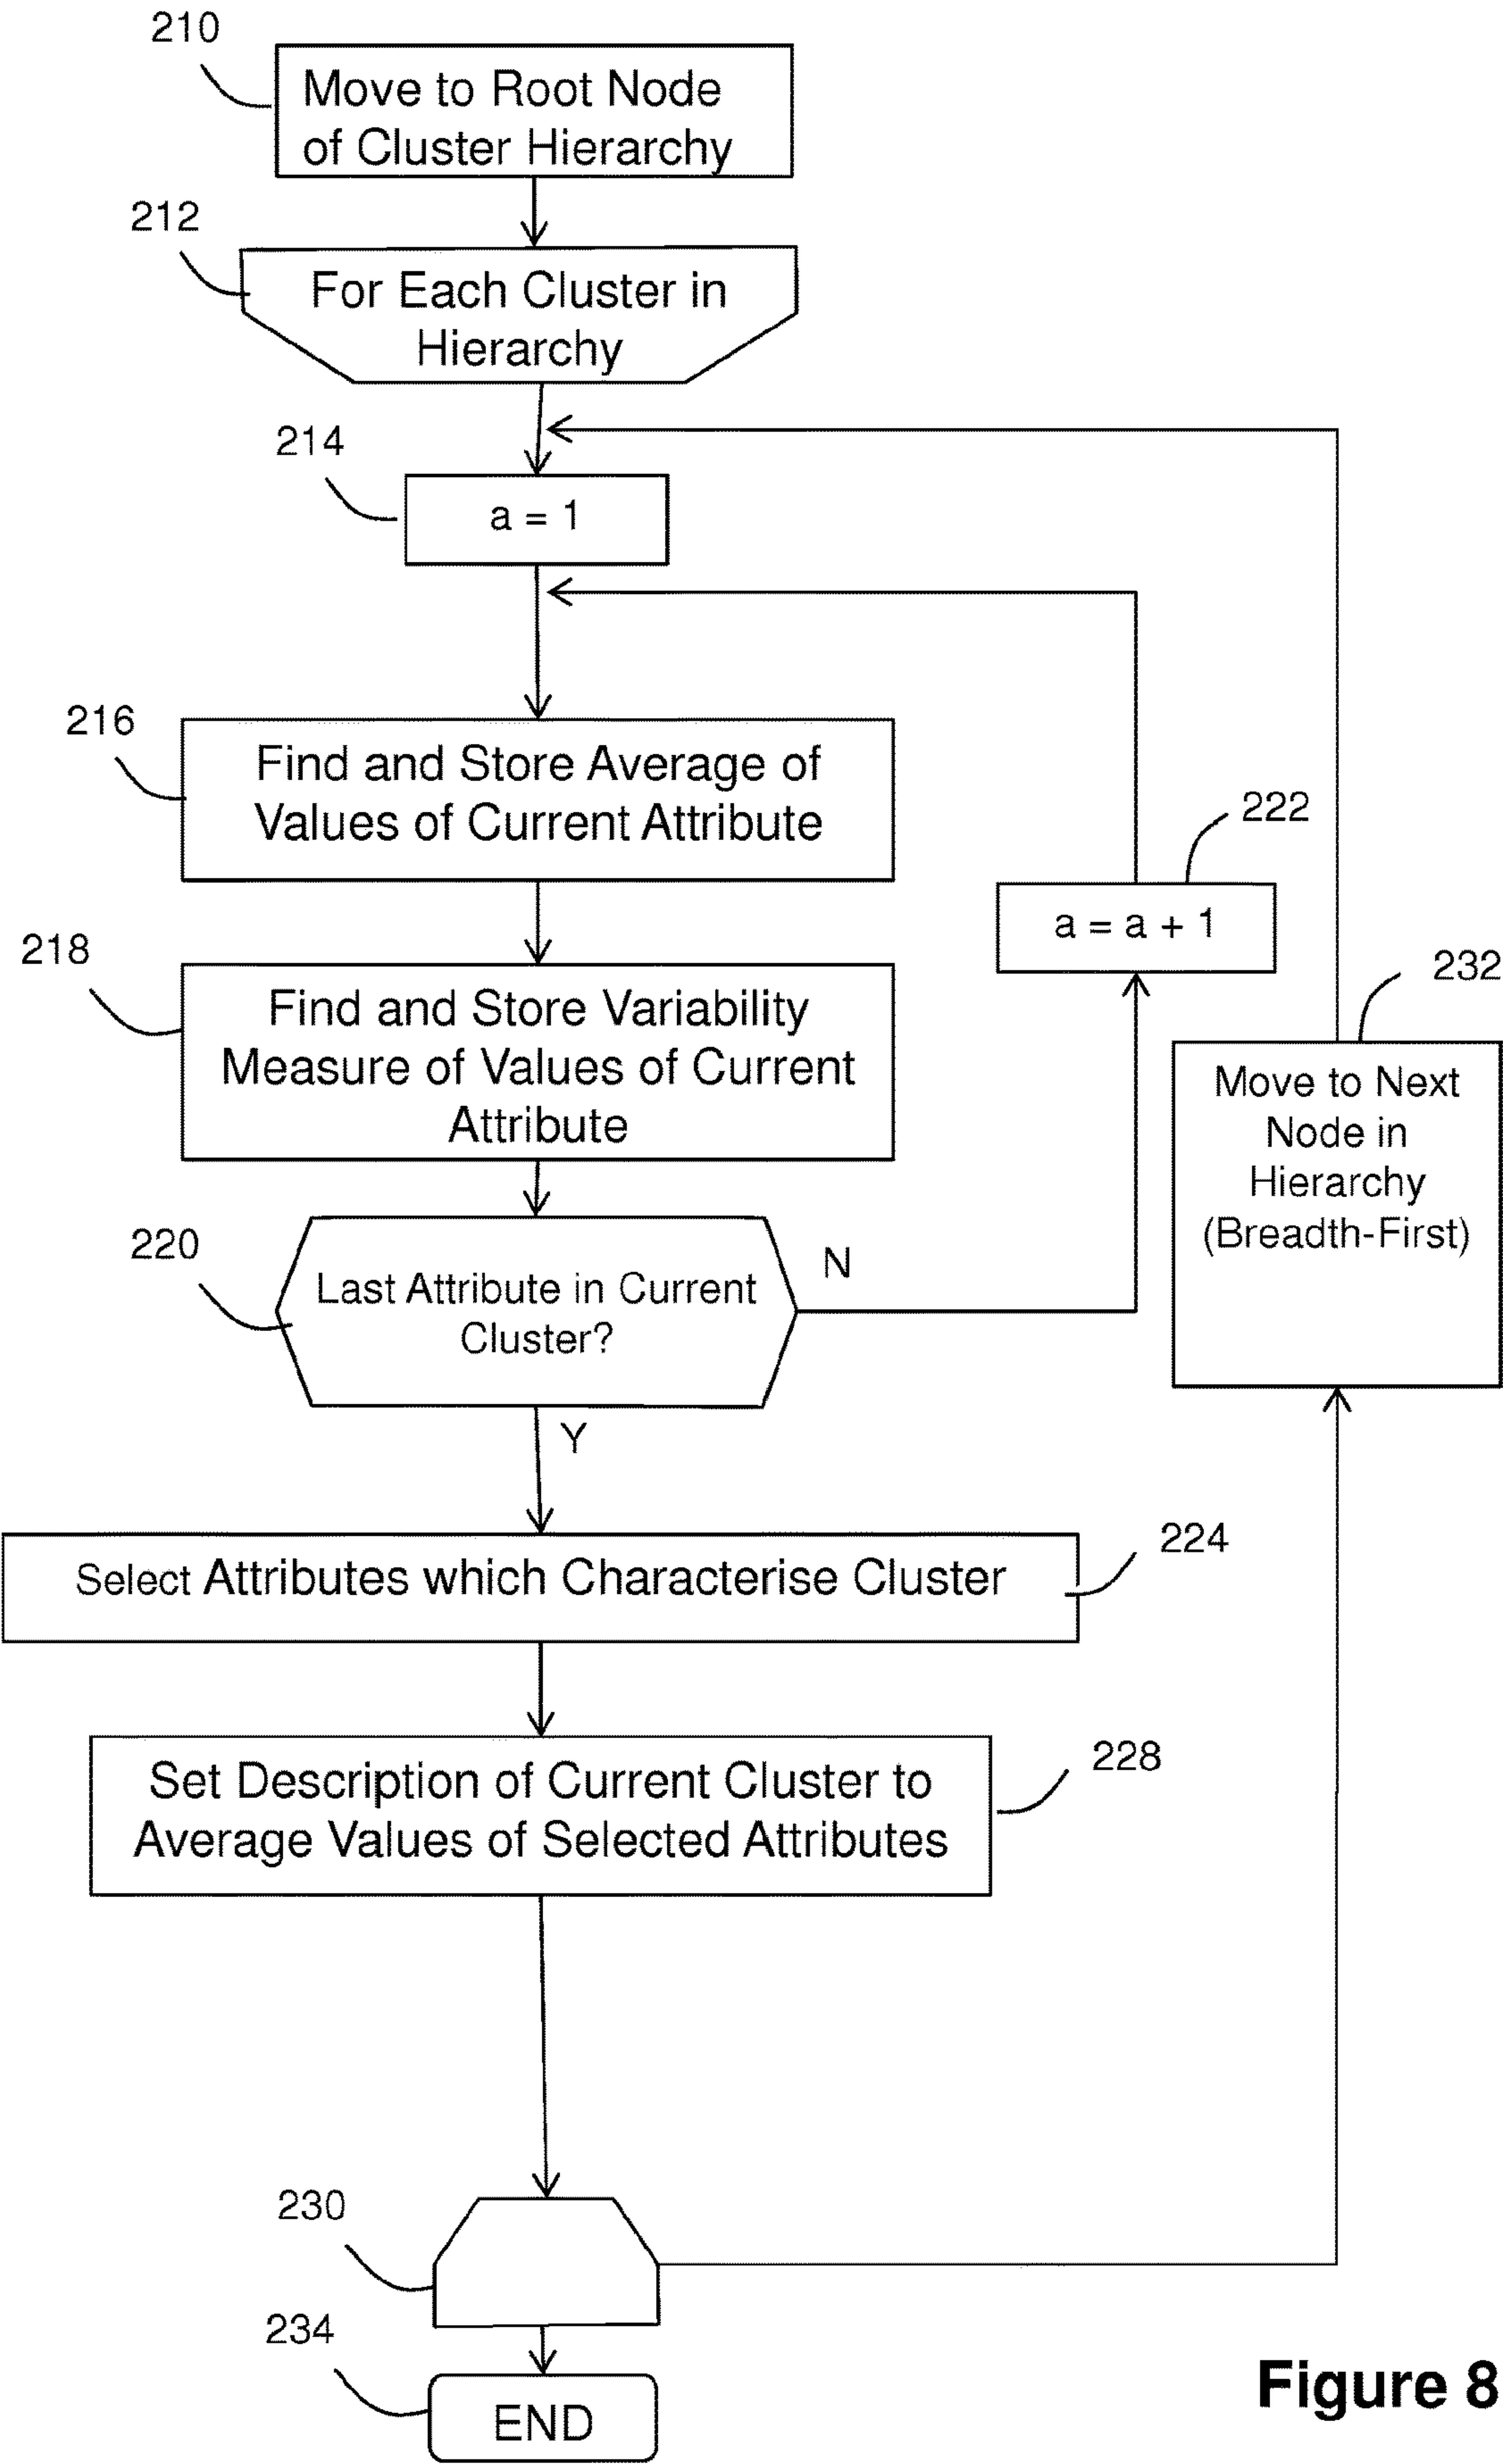 210
Move to Root Node
of Cluster Hierarchy
212
For Each Cluster in
Hierarchy
214
a = 1
216
Find and Store Average of
Values of Current Attribute
222
a = a + 1
218
Find and Store Variability
Measure of Values of Current
Attribute
232
Move to Next
Node in
Hierarchy
(Breadth-First)
220
Last Attribute in Current
Cluster?
N
Y
224
Select Attributes which Characterise Cluster
228
Set Description of Current Cluster to
Average Values of Selected Attributes
230
234
END
Figure 8